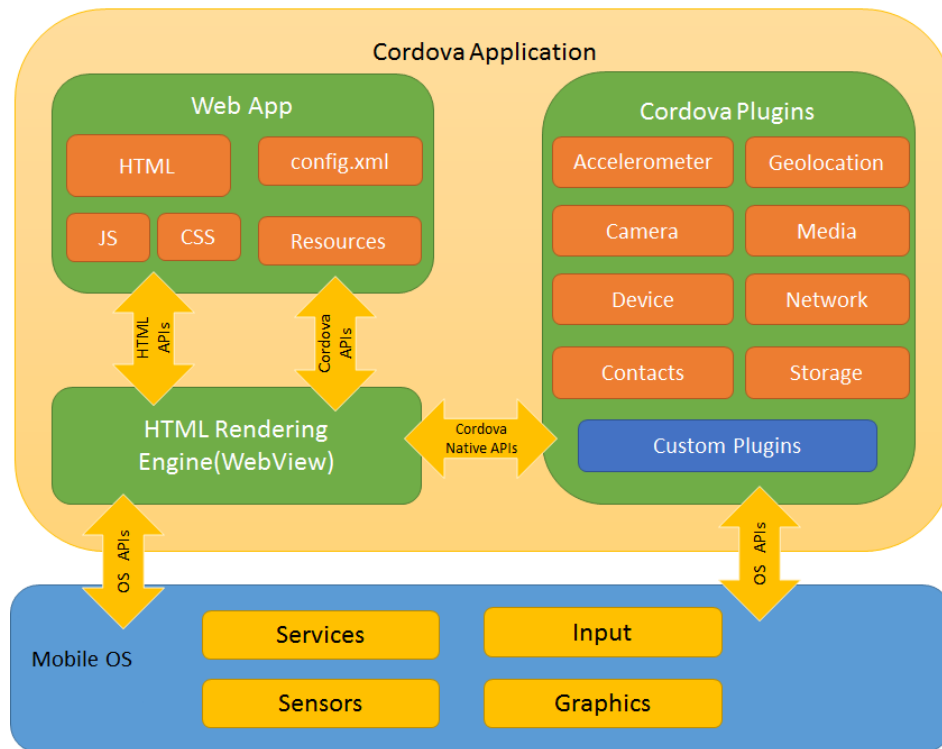 Cordova Application
Web App
HTML
config.xml
JS
CSS
Resources
HTML
APIs
Cordova
APIs
HTML Rendering
Engine(WebView)
Cordova
Native APIs
Cordova Plugins
Accelerometer
Geolocation
Camera
Media
Device
Network
Contacts
Storage
Custom Plugins
OS APIs
OS APIs
Mobile OS
Services
Input
Sensors
Graphics